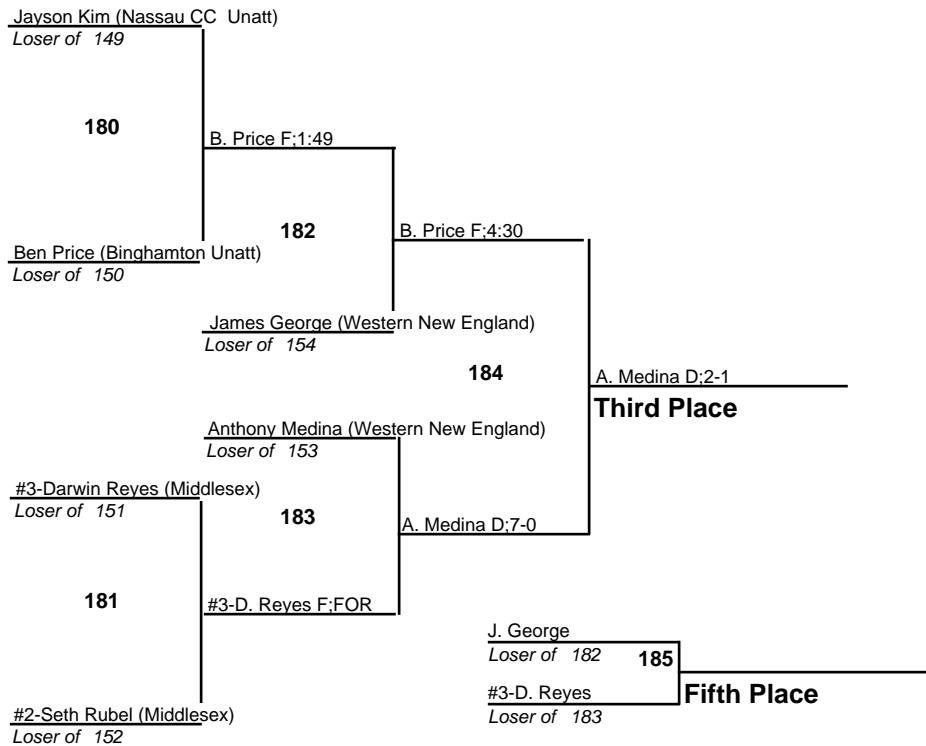 Jayson Kim (Nassau CC  Unatt)
Loser of  149
180
B. Price F;1:49
Ben Price (Binghamton Unatt)
Loser of  150
182
B. Price F;4:30
James George (Western New England)
Loser of  154
184
A. Medina D;2-1
Third Place
Anthony Medina (Western New England)
Loser of  153
#3-Darwin Reyes (Middlesex)
Loser of  151
183
A. Medina D;7-0
181
#3-D. Reyes F;FOR
#2-Seth Rubel (Middlesex)
Loser of  152
J. George
Loser of  182
185
#3-D. Reyes
Loser of  183
Fifth Place